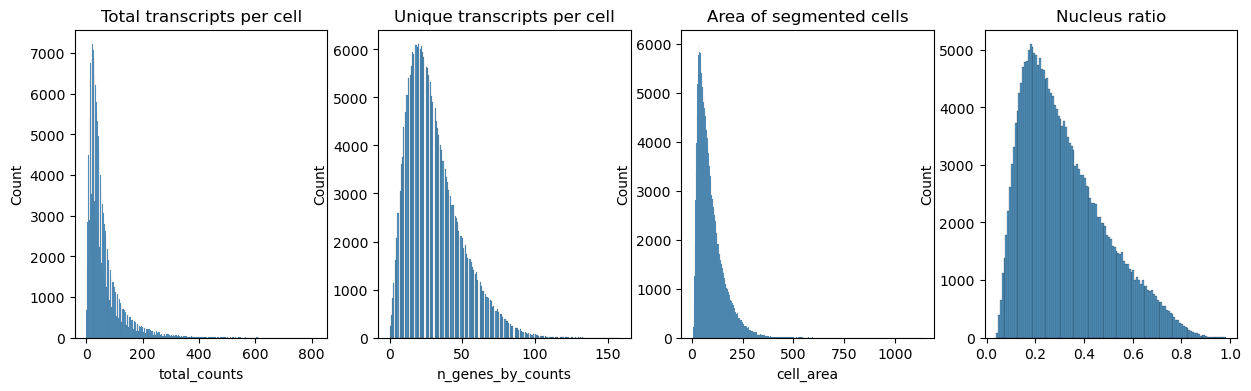 Total transcripts per cell
Count
7000
6000
5000
4000
3000
2000
1000
0
0 200 400 600 800
total_counts
Unique transcripts per cell
Count
6000
5000
4000
3000
2000
1000
0
0 50 100 150
n_genes_by_counts
Area of segmented cells
Count
6000
5000
4000
3000
2000
1000
0
0 250 500 750 1000
cell_area
Nucleus ratio
Count
5000
4000
3000
2000
1000
0
0.0 0.2 0.4 0.6 0.8 1.0